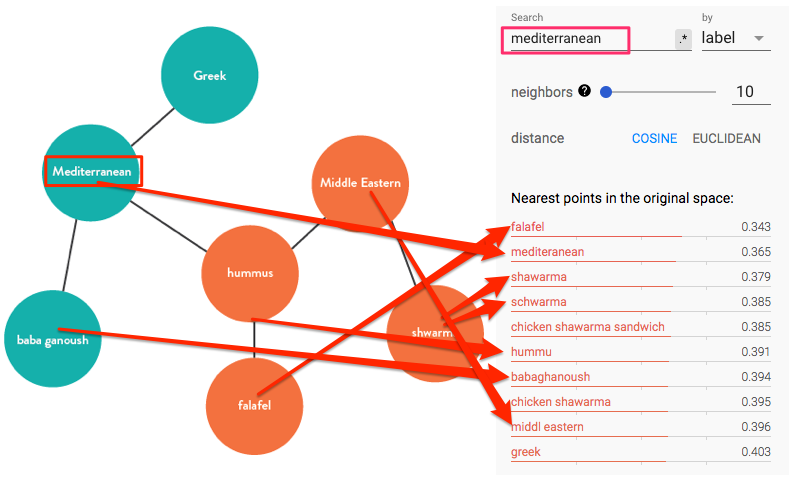 Greek
Mediterranean
Middle Eastern
hummus
baba ganoush
shwarma
falafel
Search
by
mediterranean
.*
label
neighbors
?
10
distance
COSINE
EUCLIDEAN
Nearest points in the original space:
falafel 0.343
mediteranean 0.365
shawarma 0.379
schwarma 0.385
chicken shawarma sandwich 0.385
hummu 0.391
babaghanoush 0.394
chicken shawarma 0.395
middl eastern 0.396
greek 0.403